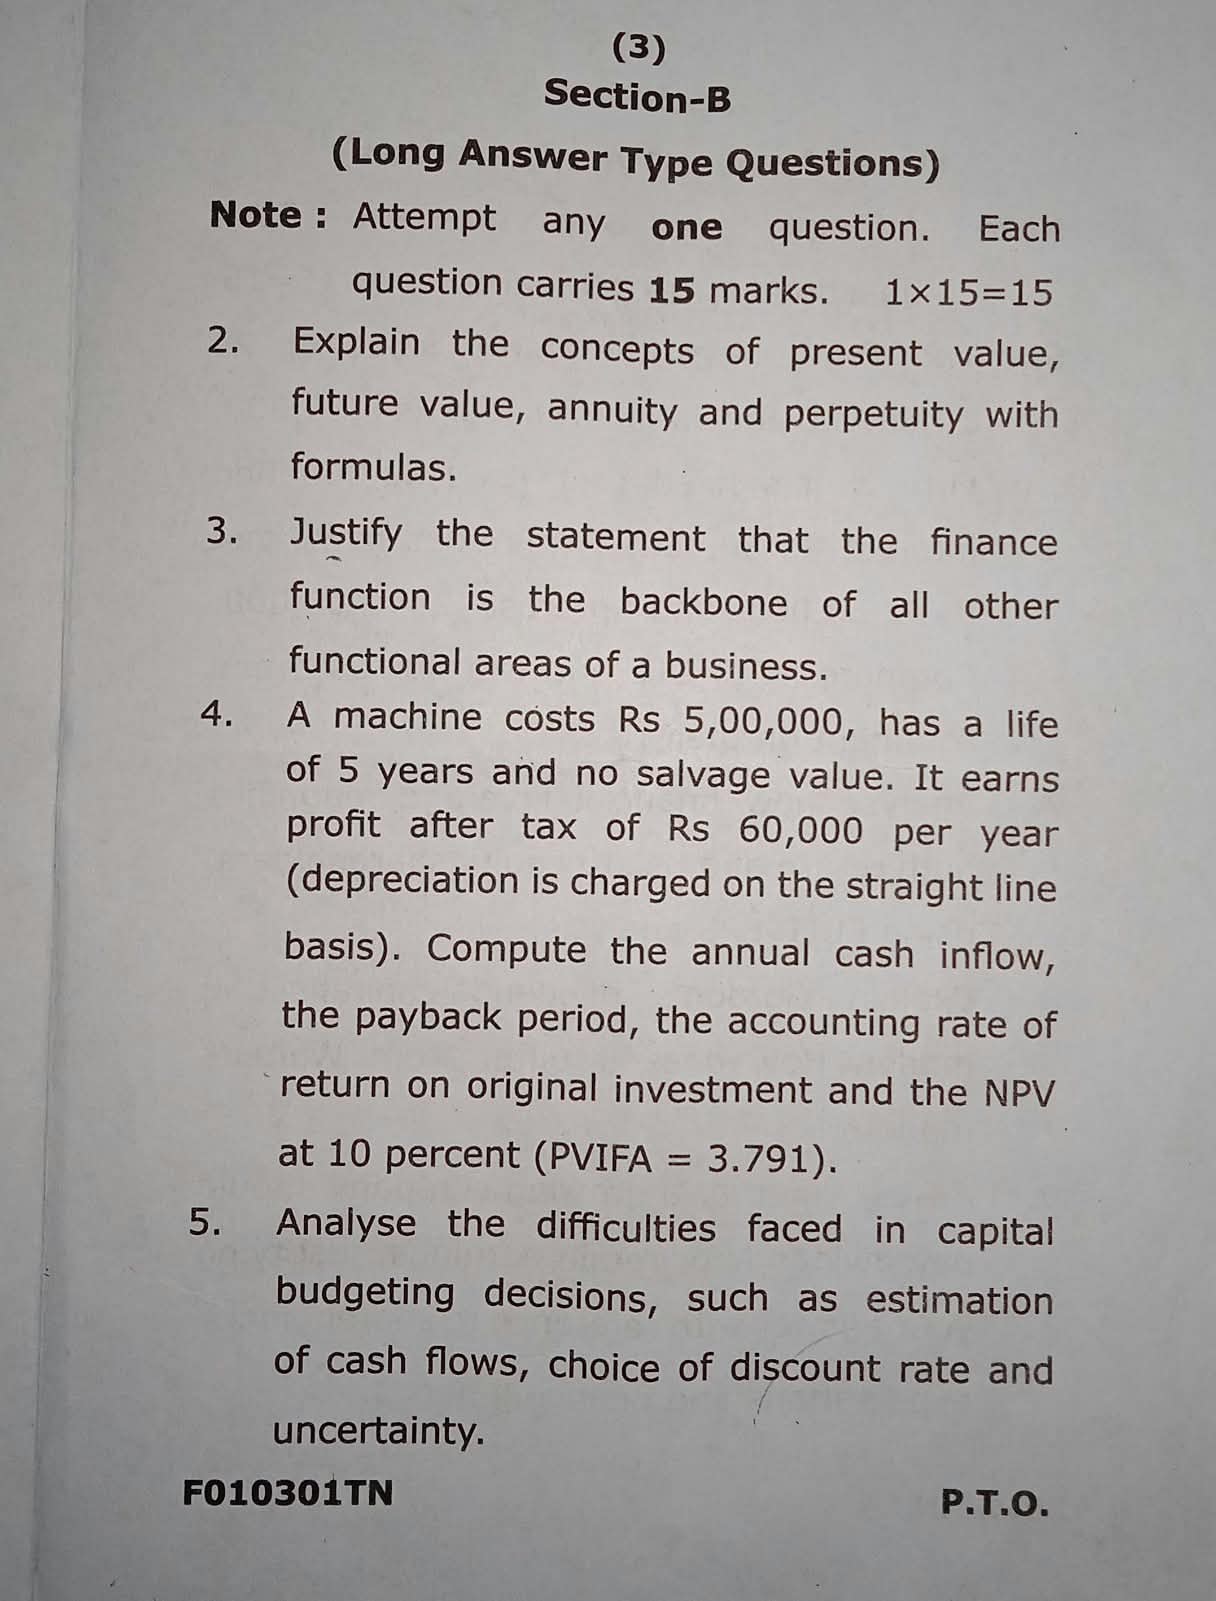 (3)
Section-B
(Long Answer Type Questions)
Note : Attempt any one question. Each
question carries 15 marks. 1×15=15
2. Explain the concepts of present value,
future value, annuity and perpetuity with
formulas.
3. Justify the statement that the finance
function is the backbone of all other
functional areas of a business.
4. A machine costs Rs 5,00,000, has a life
of 5 years and no salvage value. It earns
profit after tax of Rs 60,000 per year
(depreciation is charged on the straight line
basis). Compute the annual cash inflow,
the payback period, the accounting rate of
return on original investment and the NPV
at 10 percent (PVIFA = 3.791).
5. Analyse the difficulties faced in capital
budgeting decisions, such as estimation
of cash flows, choice of discount rate and
uncertainty.
F010301TN P.T.O.